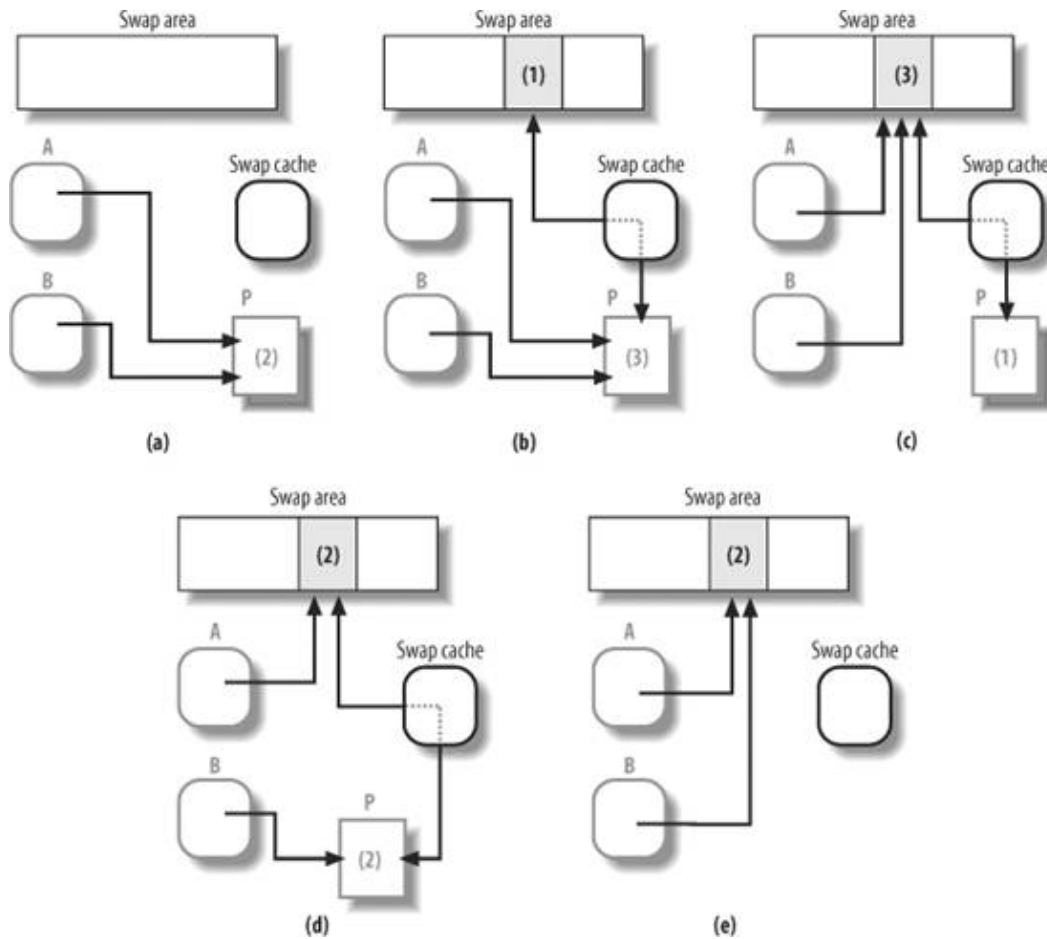 Swap area
A
Swap cache
B
P
(2)
(a)
Swap area
(1)
A
Swap cache
B
P
(3)
(b)
Swap area
(3)
A
Swap cache
B
P
(1)
(c)
Swap area
(2)
A
Swap cache
B
P
(2)
(d)
Swap area
(2)
A
Swap cache
B
(e)